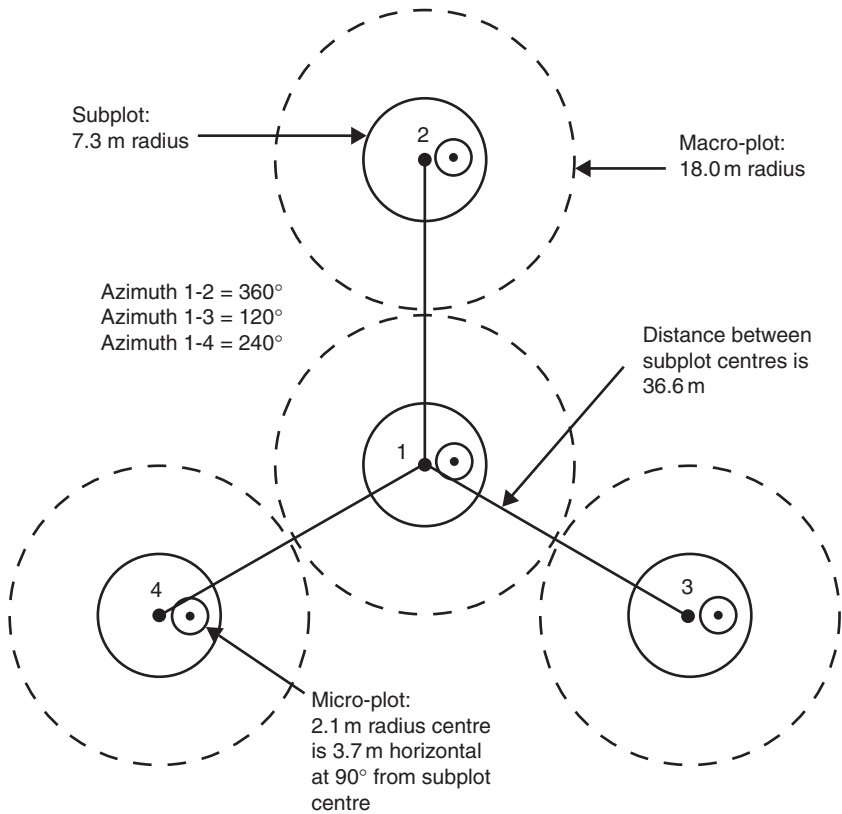 Subplot:
7.3 m radius
2
Macro-plot:
18.0 m radius
Azimuth 1-2 = 360°
Azimuth 1-3 = 120°
Azimuth 1-4 = 240°
Distance between
subplot centres is
36.6 m
1
4
3
Micro-plot:
2.1 m radius centre
is 3.7 m horizontal
at 90° from subplot
centre